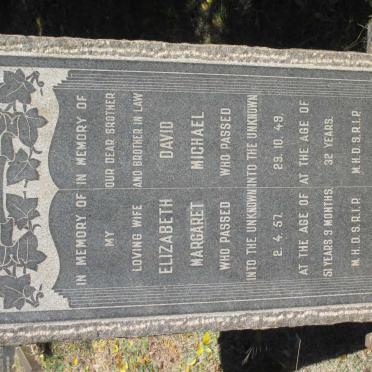 IN MEMORY OF
MY
LOVING WIFE
ELIZABETH
MARGARET
WHO PASSED
INTO THE UNKNOWN
2. 4. 57.
AT THE AGE OF
51 YEARS 9 MONTHS.
M.H.D.S.R.I.P.
IN MEMORY OF
OUR DEAR BROTHER
AND BROTHER IN LAW
DAVID
MICHAEL
WHO PASSED
INTO THE UNKNOWN
29. 10. 49.
AT THE AGE OF
32 YEARS.
M.H.D.S.R.I.P.